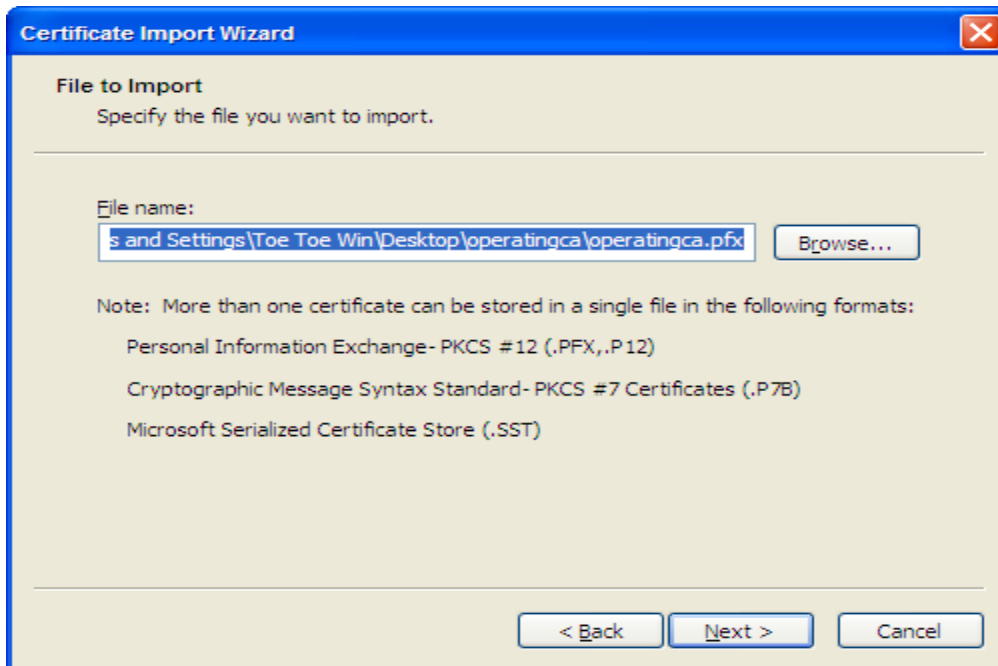 Certificate Import Wizard
File to Import
Specify the file you want to import.
File name:
s and Settings\Toe Toe Win\Desktop\operatingca\operatingca.pfx
Browse...
Note: More than one certificate can be stored in a single file in the following formats:
Personal Information Exchange- PKCS #12 (.PFX,.P12)
Cryptographic Message Syntax Standard- PKCS #7 Certificates (.P7B)
Microsoft Serialized Certificate Store (.SST)
< Back
Next >
Cancel